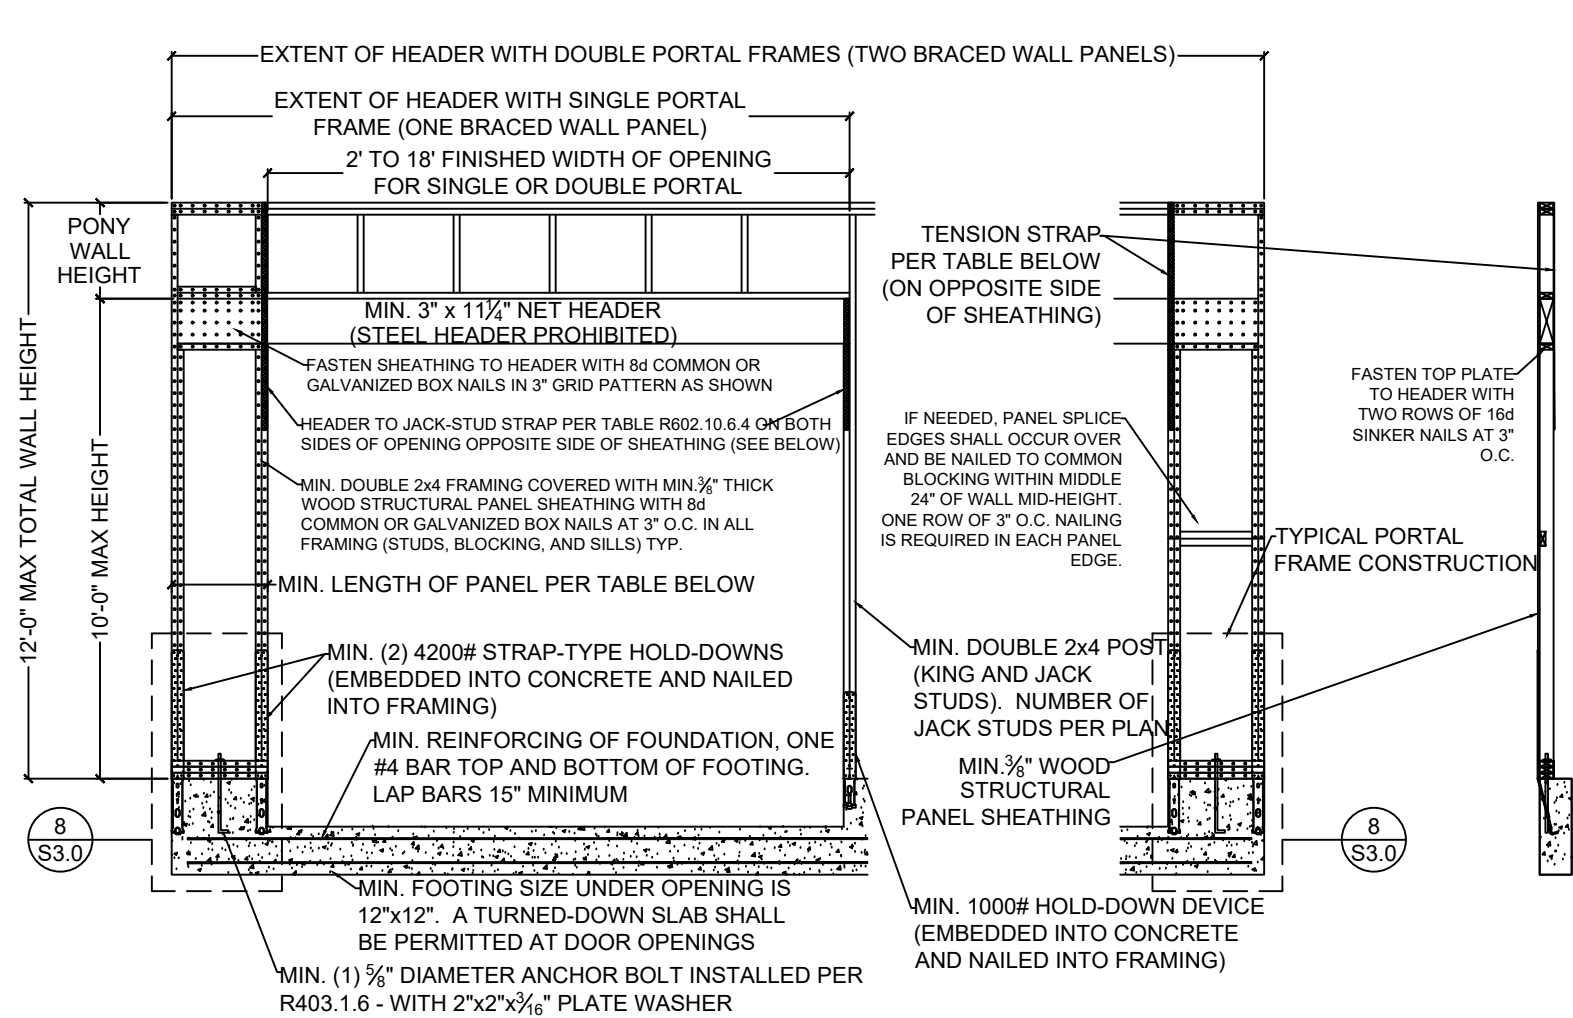 EXTENT OF HEADER WITH DOUBLE PORTAL FRAMES (TWO BRACED WALL PANELS)
EXTENT OF HEADER WITH SINGLE PORTAL
FRAME (ONE BRACED WALL PANEL)
2' TO 18' FINISHED WIDTH OF OPENING
FOR SINGLE OR DOUBLE PORTAL
PONY
WALL
HEIGHT
12'-0" MAX TOTAL WALL HEIGHT
10'-0" MAX HEIGHT
MIN. 3" x 11¼" NET HEADER
(STEEL HEADER PROHIBITED)
FASTEN SHEATHING TO HEADER WITH 8d COMMON OR
GALVANIZED BOX NAILS IN 3" GRID PATTERN AS SHOWN
HEADER TO JACK-STUD STRAP PER TABLE R602.10.6.4 ON BOTH
SIDES OF OPENING OPPOSITE SIDE OF SHEATHING (SEE BELOW)
MIN. DOUBLE 2x4 FRAMING COVERED WITH MIN.⅜" THICK
WOOD STRUCTURAL PANEL SHEATHING WITH 8d
COMMON OR GALVANIZED BOX NAILS AT 3" O.C. IN ALL
FRAMING (STUDS, BLOCKING, AND SILLS) TYP.
MIN. LENGTH OF PANEL PER TABLE BELOW
MIN. (2) 4200# STRAP-TYPE HOLD-DOWNS
(EMBEDDED INTO CONCRETE AND NAILED
INTO FRAMING)
MIN. REINFORCING OF FOUNDATION, ONE
#4 BAR TOP AND BOTTOM OF FOOTING.
LAP BARS 15" MINIMUM
8
S3.0
MIN. FOOTING SIZE UNDER OPENING IS
12"x12".  A TURNED-DOWN SLAB SHALL
BE PERMITTED AT DOOR OPENINGS
MIN. (1) ⅝" DIAMETER ANCHOR BOLT INSTALLED PER
R403.1.6 - WITH 2"x2"x3⁄16" PLATE WASHER
TENSION STRAP
PER TABLE BELOW
(ON OPPOSITE SIDE
OF SHEATHING)
IF NEEDED, PANEL SPLICE
EDGES SHALL OCCUR OVER
AND BE NAILED TO COMMON
BLOCKING WITHIN MIDDLE
24" OF WALL MID-HEIGHT.
ONE ROW OF 3" O.C. NAILING
IS REQUIRED IN EACH PANEL
EDGE.
MIN. DOUBLE 2x4 POST
(KING AND JACK
STUDS).  NUMBER OF
JACK STUDS PER PLAN
MIN.⅜" WOOD
STRUCTURAL
PANEL SHEATHING
MIN. 1000# HOLD-DOWN DEVICE
(EMBEDDED INTO CONCRETE
AND NAILED INTO FRAMING)
FASTEN TOP PLATE
TO HEADER WITH
TWO ROWS OF 16d
SINKER NAILS AT 3"
O.C.
TYPICAL PORTAL
FRAME CONSTRUCTION
8
S3.0